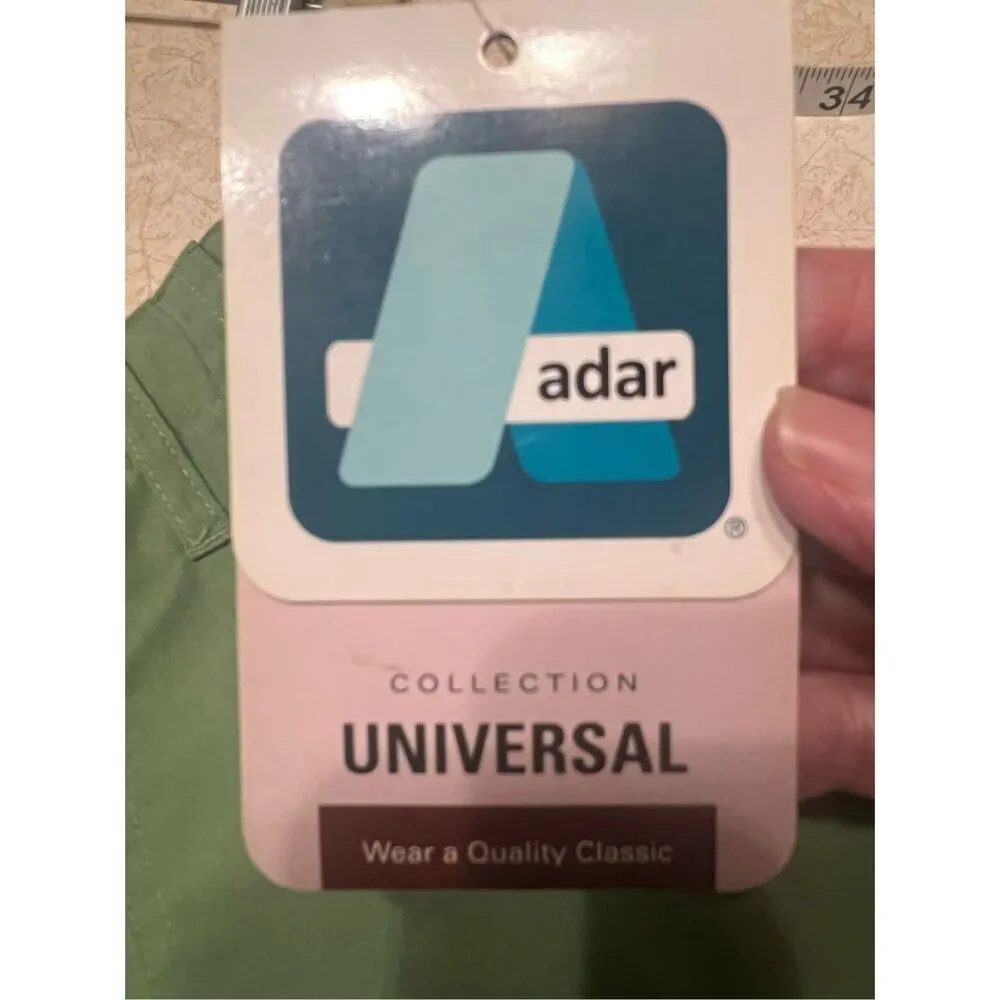 34
adar
®
COLLECTION
UNIVERSAL
Wear a Quality Classic